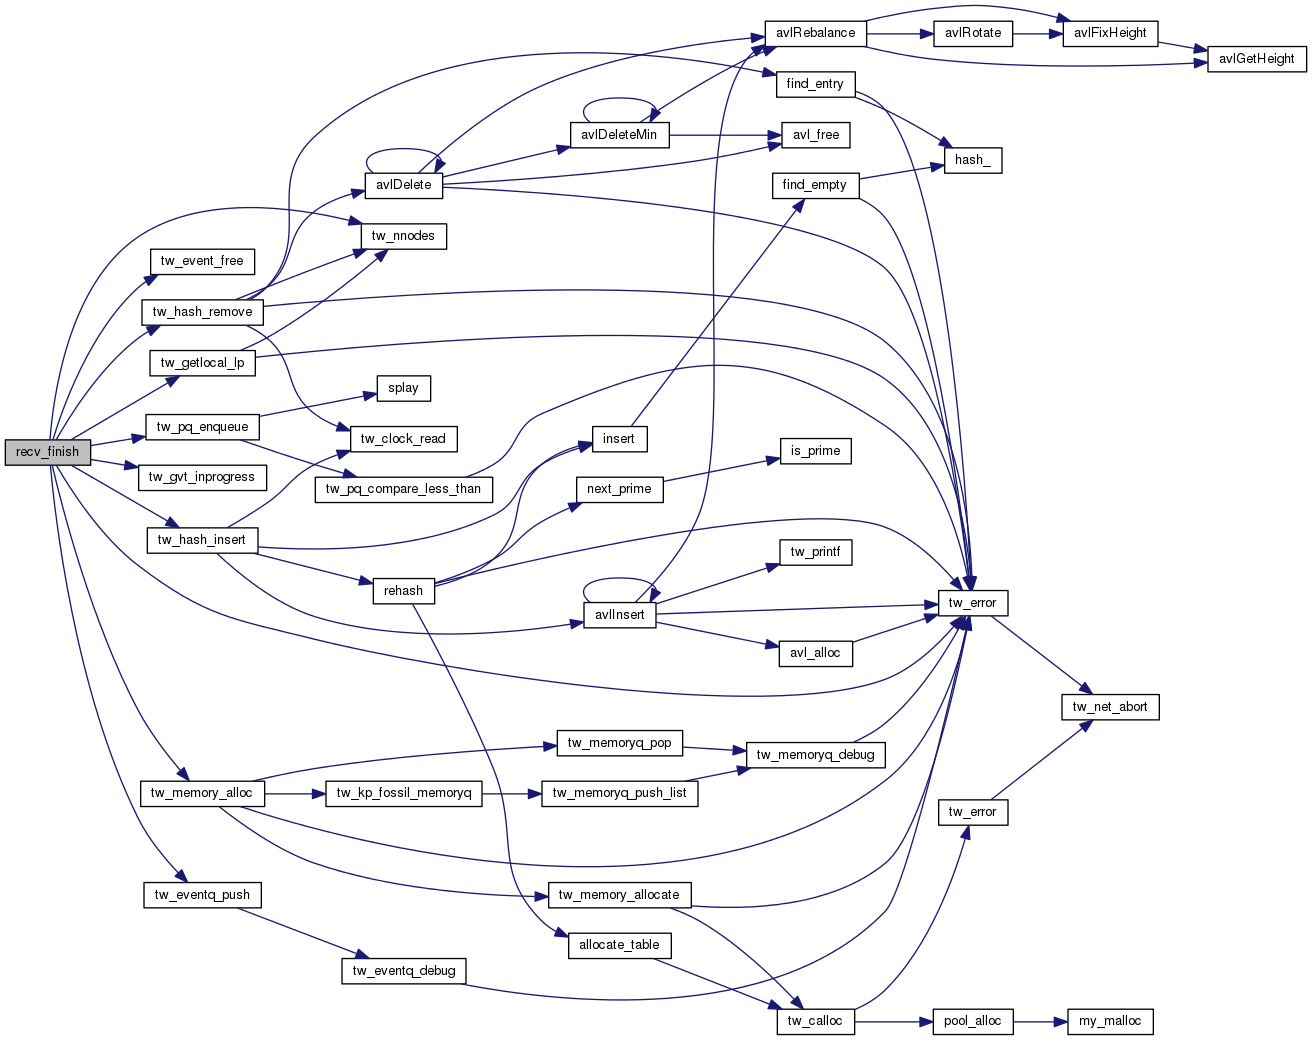 avlRebalance
avlRotate
avlFixHeight
avlGetHeight
find_entry
avlDeleteMin
avl_free
hash_
avlDelete
find_empty
tw_nnodes
tw_event_free
tw_hash_remove
tw_getlocal_lp
splay
tw_pq_enqueue
tw_clock_read
insert
is_prime
recv_finish
tw_gvt_inprogress
tw_pq_compare_less_than
next_prime
tw_hash_insert
tw_printf
rehash
tw_error
avlInsert
avl_alloc
tw_net_abort
tw_memoryq_pop
tw_memoryq_debug
tw_memory_alloc
tw_kp_fossil_memoryq
tw_memoryq_push_list
tw_error
tw_eventq_push
tw_memory_allocate
allocate_table
tw_eventq_debug
tw_calloc
pool_alloc
my_malloc